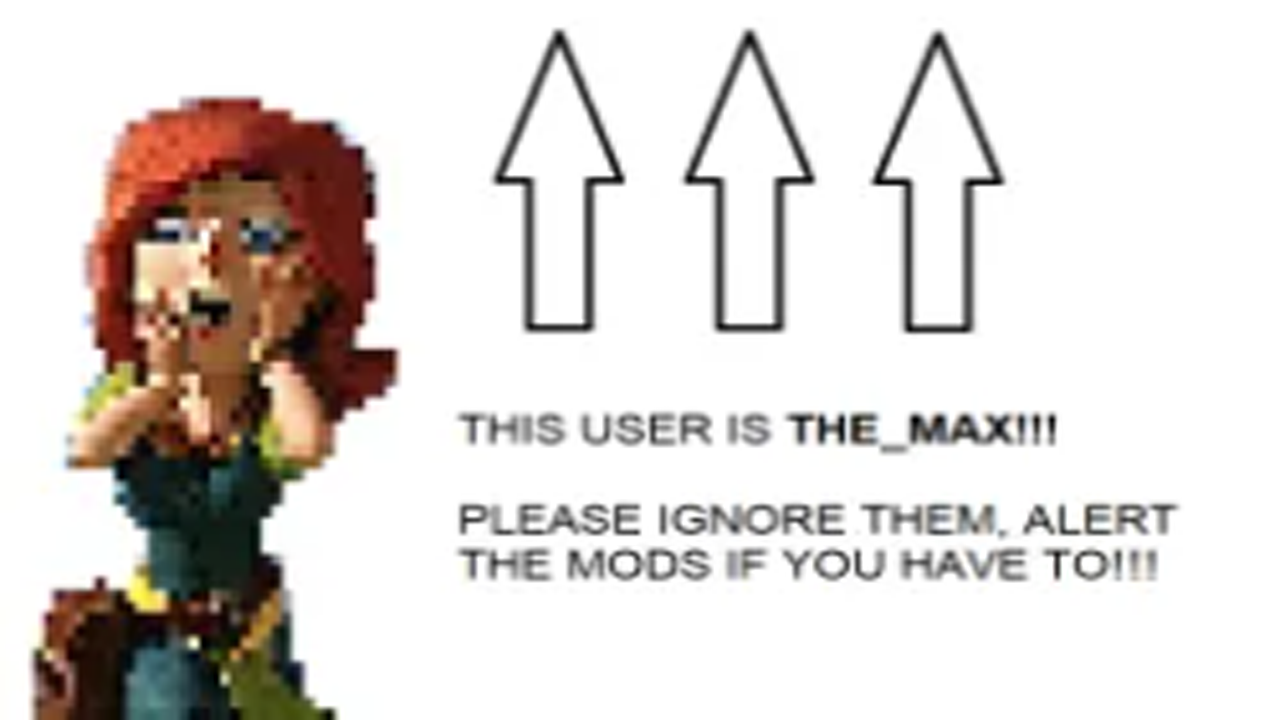 THIS USER IS THE_MAX!!!
PLEASE IGNORE THEM, ALERT
THE MODS IF YOU HAVE TO!!!